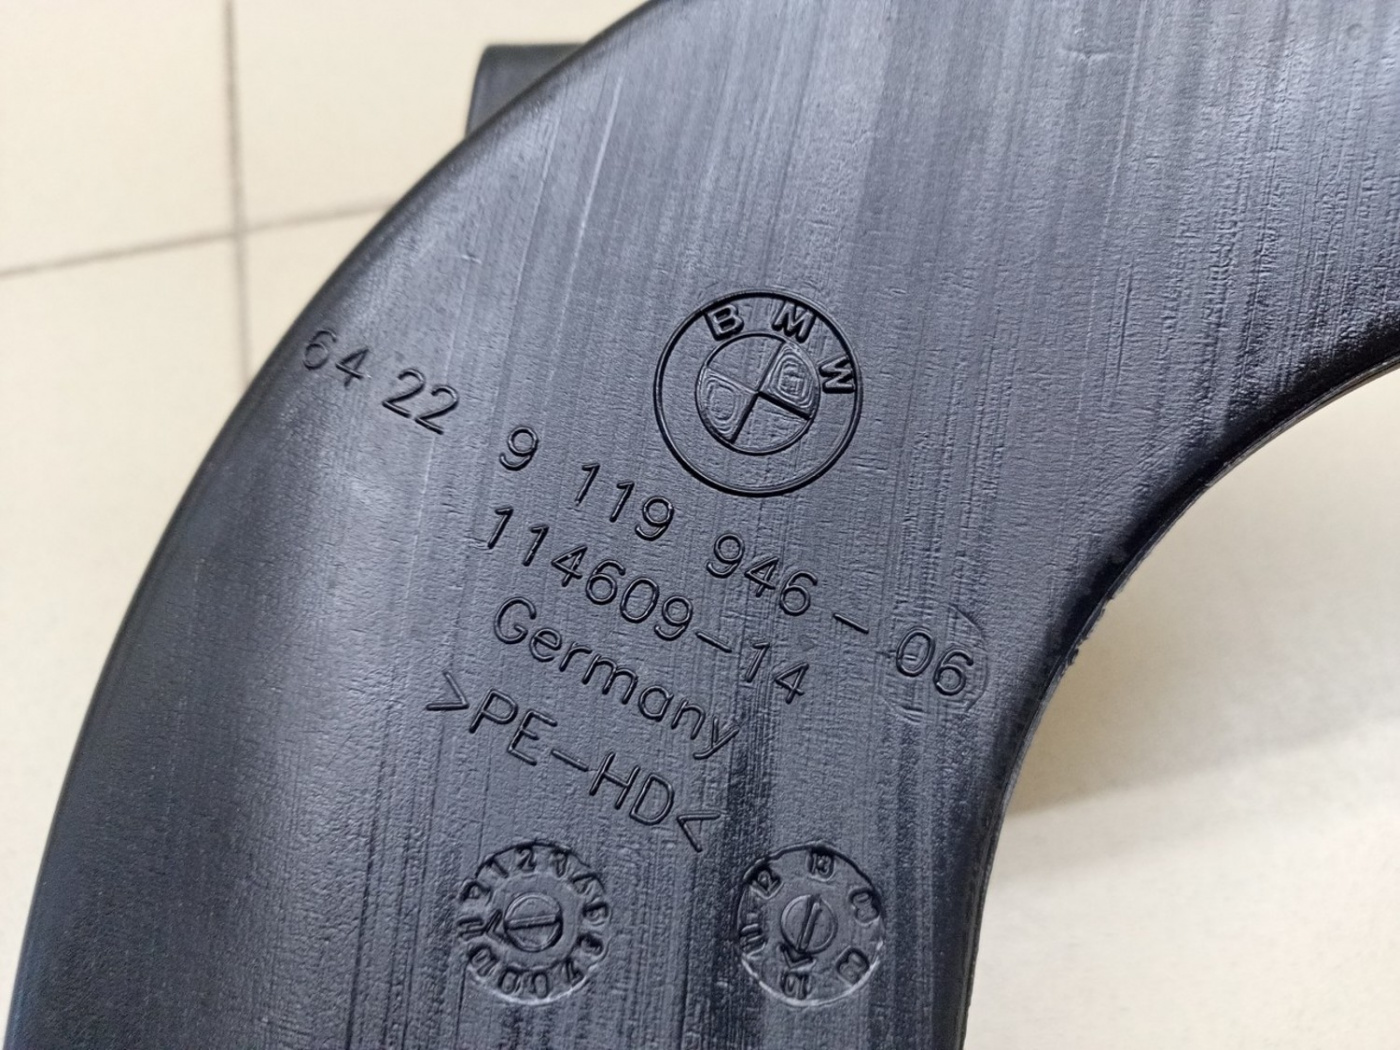 BMW
64 22 9 119 946 - 06
114609-14
Germany
>PE-HD<